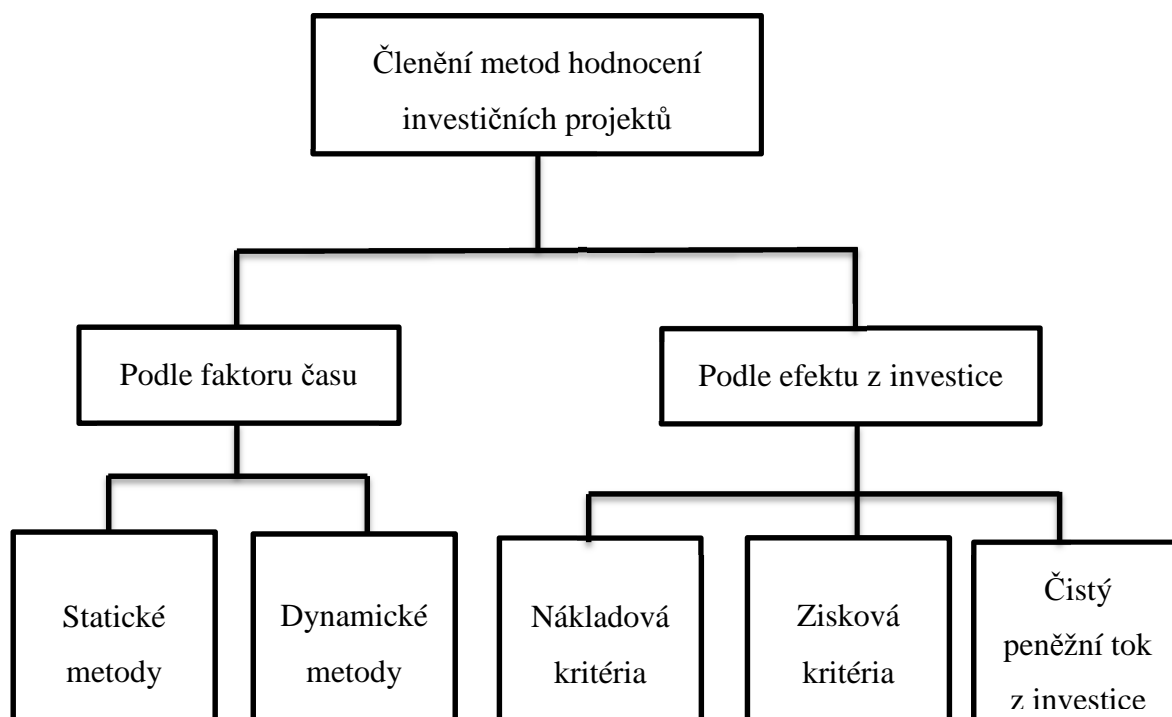 Členění metod hodnocení
investičních projektů
Podle faktoru času
Podle efektu z investice
Statické
metody
Dynamické
metody
Nákladová
kritéria
Zisková
kritéria
Čistý
peněžní tok
z investice